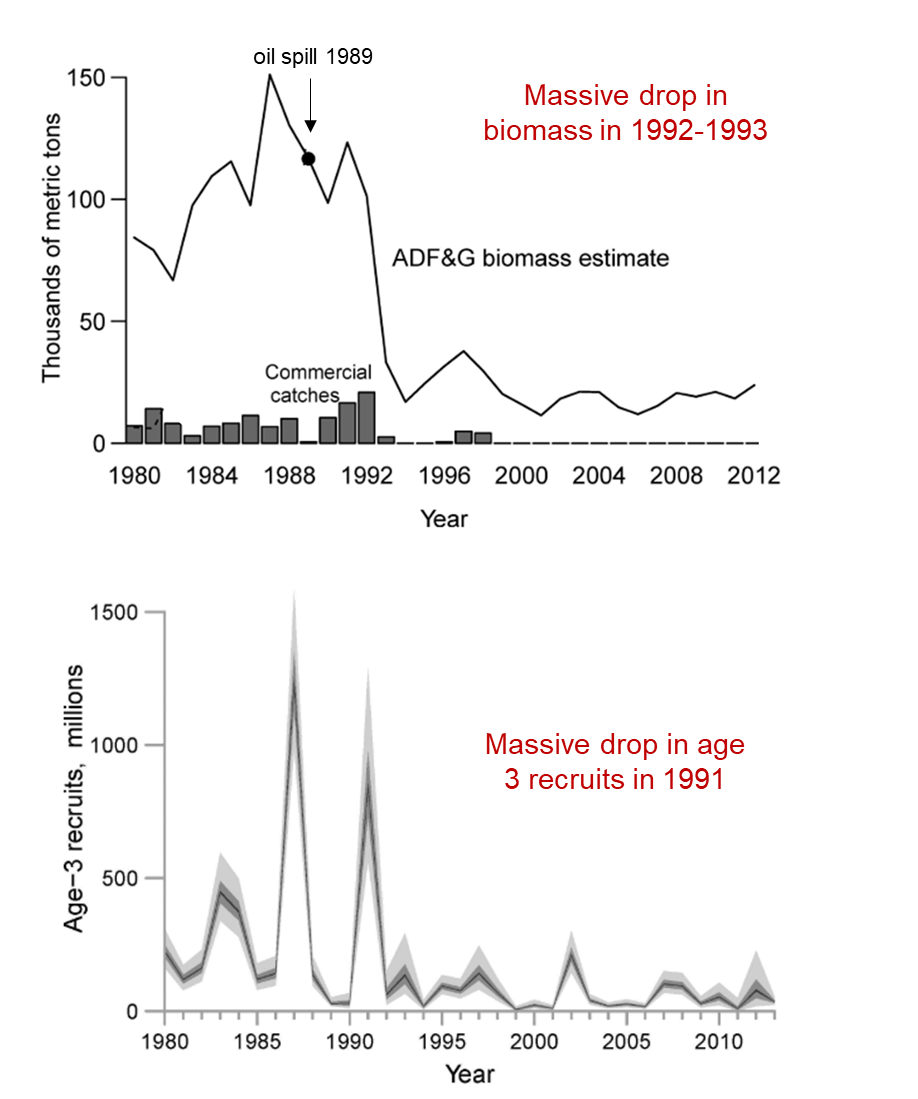 oil spill 1989
Massive drop in
biomass in 1992-1993
Thousands of metric tons
150
100
50
0
ADF&G biomass estimate
Commercial
catches
1980 1984 1988 1992 1996 2000 2004 2008 2012
Year
Age−3 recruits, millions
1500
1000
500
0
Massive drop in age
3 recruits in 1991
1980 1985 1990 1995 2000 2005 2010
Year